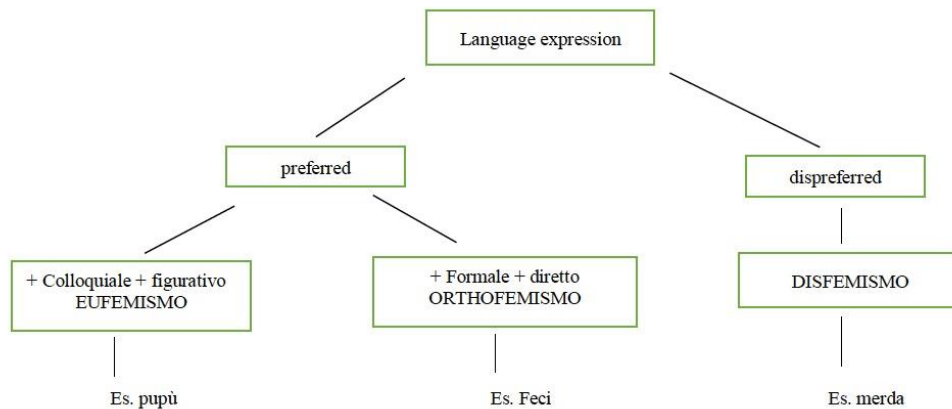 Language expression
preferred
dispreferred
+ Colloquiale + figurativo
EUFEMISMO
+ Formale + diretto
ORTHOFEMISMO
DISFEMISMO
Es. pupù
Es. Feci
Es. merda